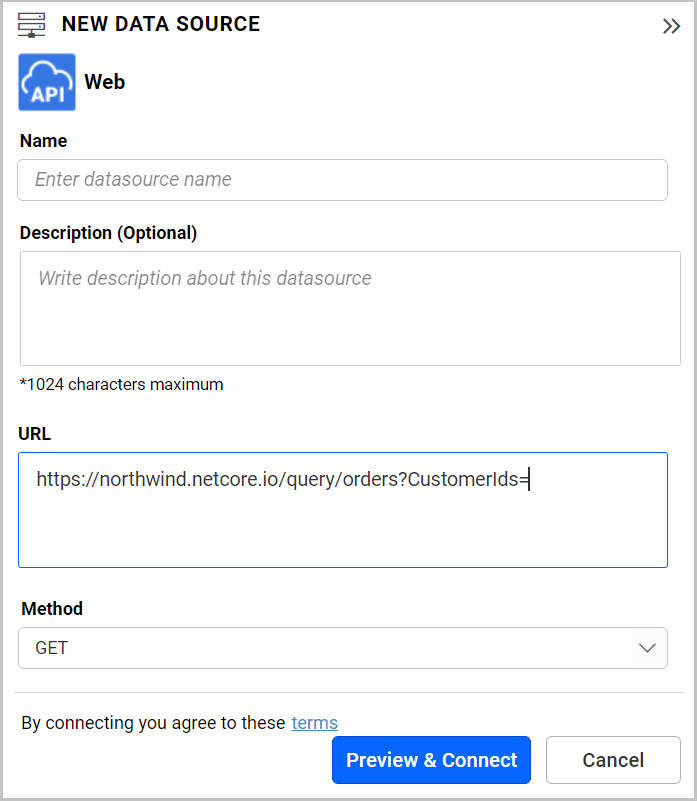 NEW DATA SOURCE
API
Web
Name
Enter datasource name
Description (Optional)
Write description about this datasource
*1024 characters maximum
URL
https://northwind.netcore.io/query/orders?CustomerIds=
Method
GET
By connecting you agree to these terms
Preview & Connect
Cancel